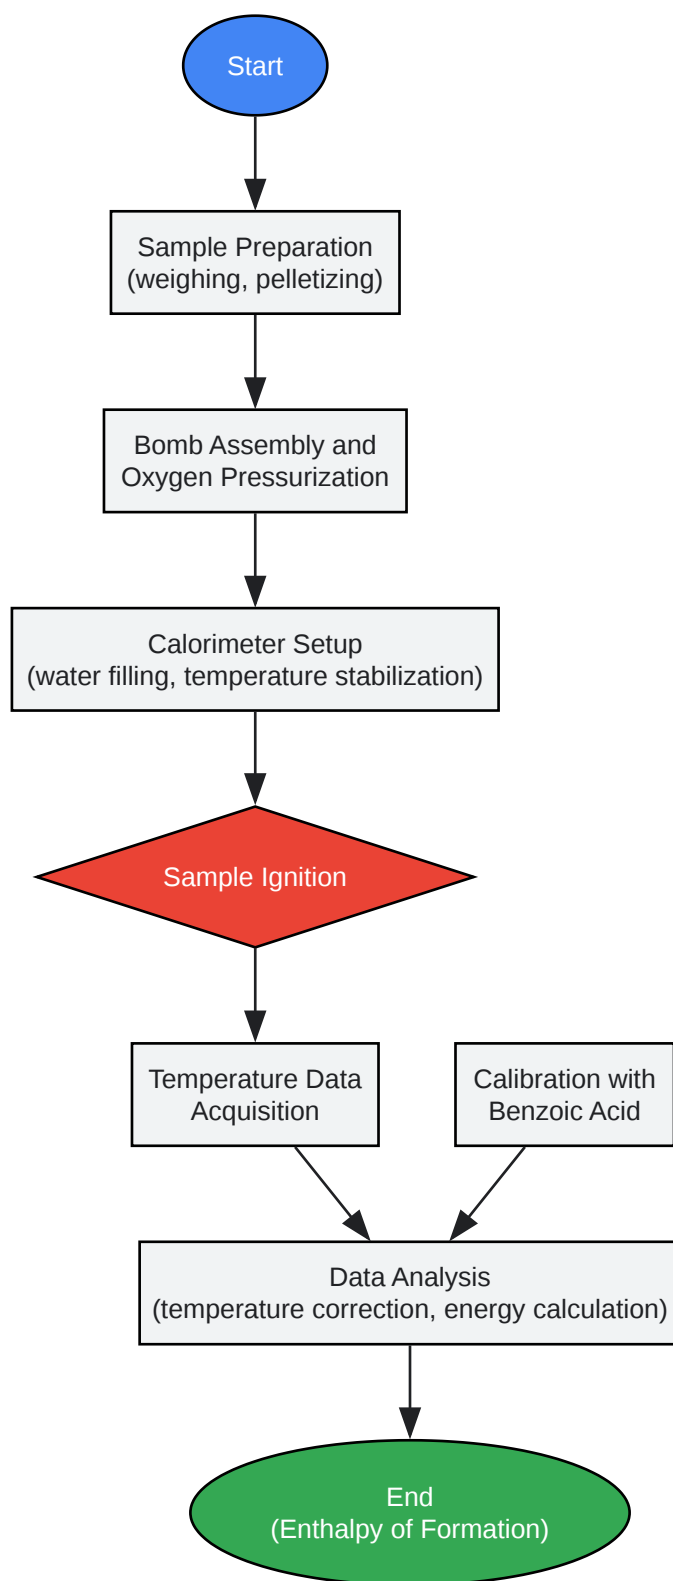 Start
Sample Preparation
(weighing, pelletizing)
Bomb Assembly and
Oxygen Pressurization
Calorimeter Setup
(water filling, temperature stabilization)
Sample Ignition
Temperature Data
Acquisition
Calibration with
Benzoic Acid
Data Analysis
(temperature correction, energy calculation)
End
(Enthalpy of Formation)